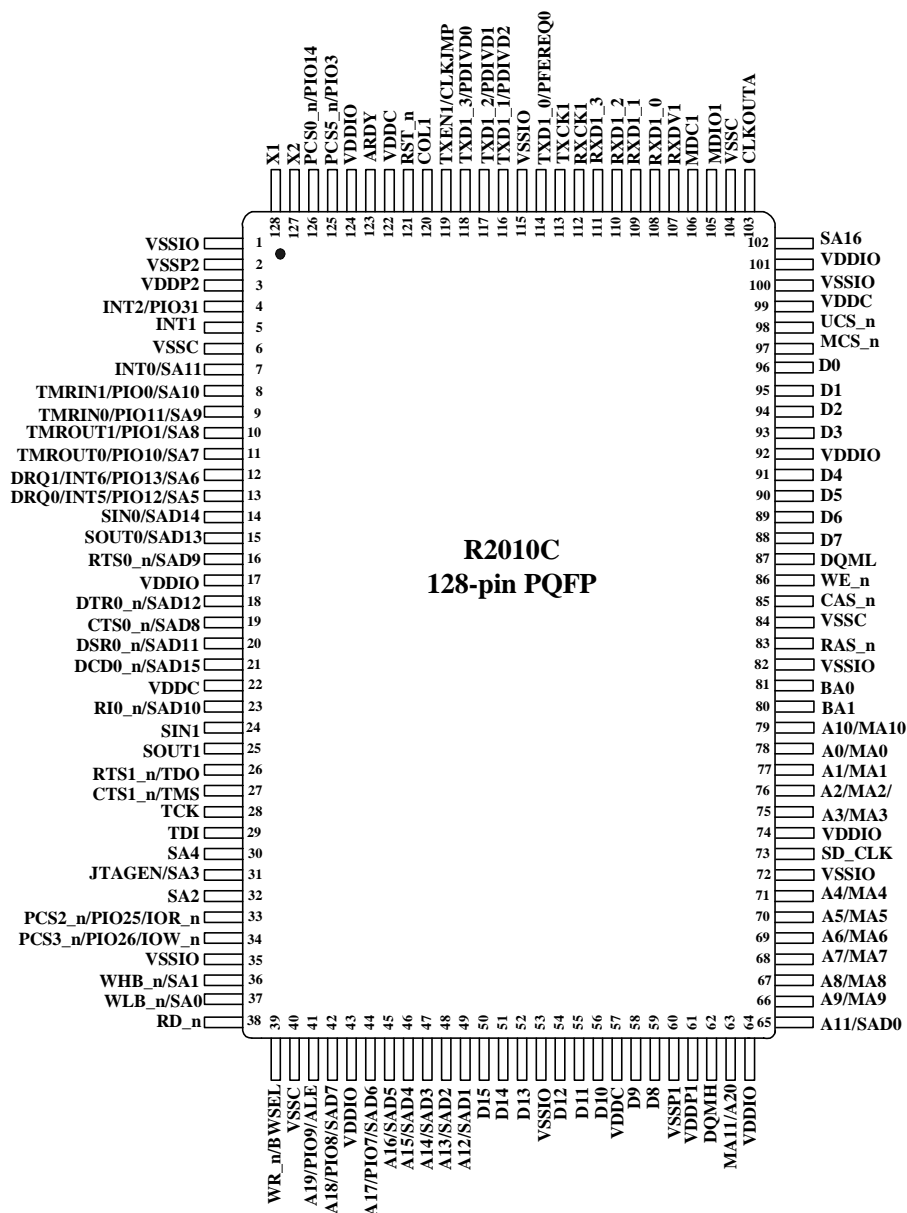 X1
X2
PCS0_n/PIO14
PCS5_n/PIO3
VDDIO
ARDY
VDDC
RST_n
COL1
TXEN1/CLKJMP
TXD1_3/PDIVD0
TXD1_2/PDIVD1
TXD1_1/PDIVD2
VSSIO
TXD1_0/PFEREQ0
TXCK1
RXCK1
RXD1_3
RXD1_2
RXD1_1
RXD1_0
RXDV1
MDC1
MDIO1
VSSC
CLKOUTA
128
127
126
125
124
123
122
121
120
119
118
117
116
115
114
113
112
111
110
109
108
107
106
105
104
103
VSSIO 1
VSSP2 2
VDDP2 3
INT2/PIO31 4
INT1 5
VSSC 6
INT0/SA11 7
TMRIN1/PIO0/SA10 8
TMRIN0/PIO11/SA9 9
TMROUT1/PIO1/SA8 10
TMROUT0/PIO10/SA7 11
DRQ1/INT6/PIO13/SA6 12
DRQ0/INT5/PIO12/SA5 13
SIN0/SAD14 14
SOUT0/SAD13 15
RTS0_n/SAD9 16
VDDIO 17
DTR0_n/SAD12 18
CTS0_n/SAD8 19
DSR0_n/SAD11 20
DCD0_n/SAD15 21
VDDC 22
RI0_n/SAD10 23
SIN1 24
SOUT1 25
RTS1_n/TDO 26
CTS1_n/TMS 27
TCK 28
TDI 29
SA4 30
JTAGEN/SA3 31
SA2 32
PCS2_n/PIO25/IOR_n 33
PCS3_n/PIO26/IOW_n 34
VSSIO 35
WHB_n/SA1 36
WLB_n/SA0 37
RD_n 38
R2010C
128-pin PQFP
102 SA16
101 VDDIO
100 VSSIO
99 VDDC
98 UCS_n
97 MCS_n
96 D0
95 D1
94 D2
93 D3
92 VDDIO
91 D4
90 D5
89 D6
88 D7
87 DQML
86 WE_n
85 CAS_n
84 VSSC
83 RAS_n
82 VSSIO
81 BA0
80 BA1
79 A10/MA10
78 A0/MA0
77 A1/MA1
76 A2/MA2/
75 A3/MA3
74 VDDIO
73 SD_CLK
72 VSSIO
71 A4/MA4
70 A5/MA5
69 A6/MA6
68 A7/MA7
67 A8/MA8
66 A9/MA9
65 A11/SAD0
39
40
41
42
43
44
45
46
47
48
49
50
51
52
53
54
55
56
57
58
59
60
61
62
63
64
WR_n/BWSEL
VSSC
A19/PIO9/ALE
A18/PIO8/SAD7
VDDIO
A17/PIO7/SAD6
A16/SAD5
A15/SAD4
A14/SAD3
A13/SAD2
A12/SAD1
D15
D14
D13
VSSIO
D12
D11
D10
VDDC
D9
D8
VSSP1
VDDP1
DQMH
MA11/A20
VDDIO